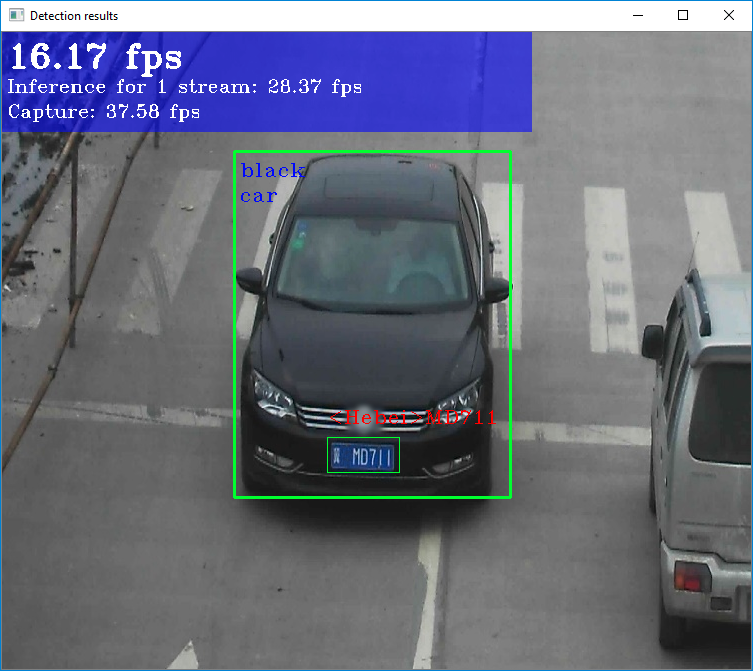 Detection results
16.17 fps
Inference for 1 stream: 28.37 fps
Capture: 37.58 fps
black
car
<Hebei>MD711
冀 MD711